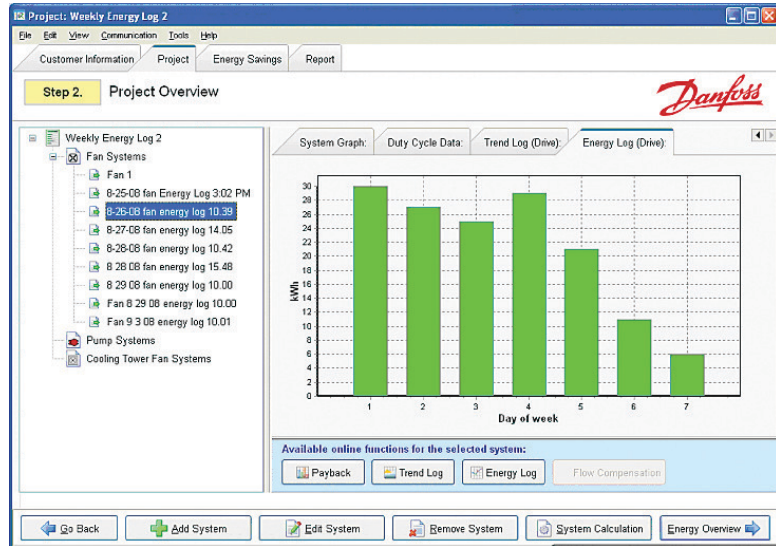 Project: Weekly Energy Log 2
File Edit View Communication Tools Help
Customer Information Project Energy Savings Report
Step 2. Project Overview
Danfoss
Weekly Energy Log 2
Fan Systems
Fan 1
8-25-08 fan Energy Log 3:02 PM
8-26-08 fan energy log 10.39
8-27-08 fan energy log 14.05
8-28-08 fan energy log 10.42
8 28 08 fan energy log 15.48
8 29 08 fan energy log 10.00
Fan 8 29 08 energy log 10.00
Fan 9 3 08 energy log 10.01
Pump Systems
Cooling Tower Fan Systems
System Graph: Duty Cycle Data: Trend Log (Drive): Energy Log (Drive):
30
28
26
24
22
20
18
16
14
12
10
8
6
4
2
0
kWh
1 2 3 4 5 6 7
Day of week
Available online functions for the selected system:
Payback Trend Log Energy Log Flow Compensation
Go Back Add System Edit System Remove System System Calculation Energy Overview